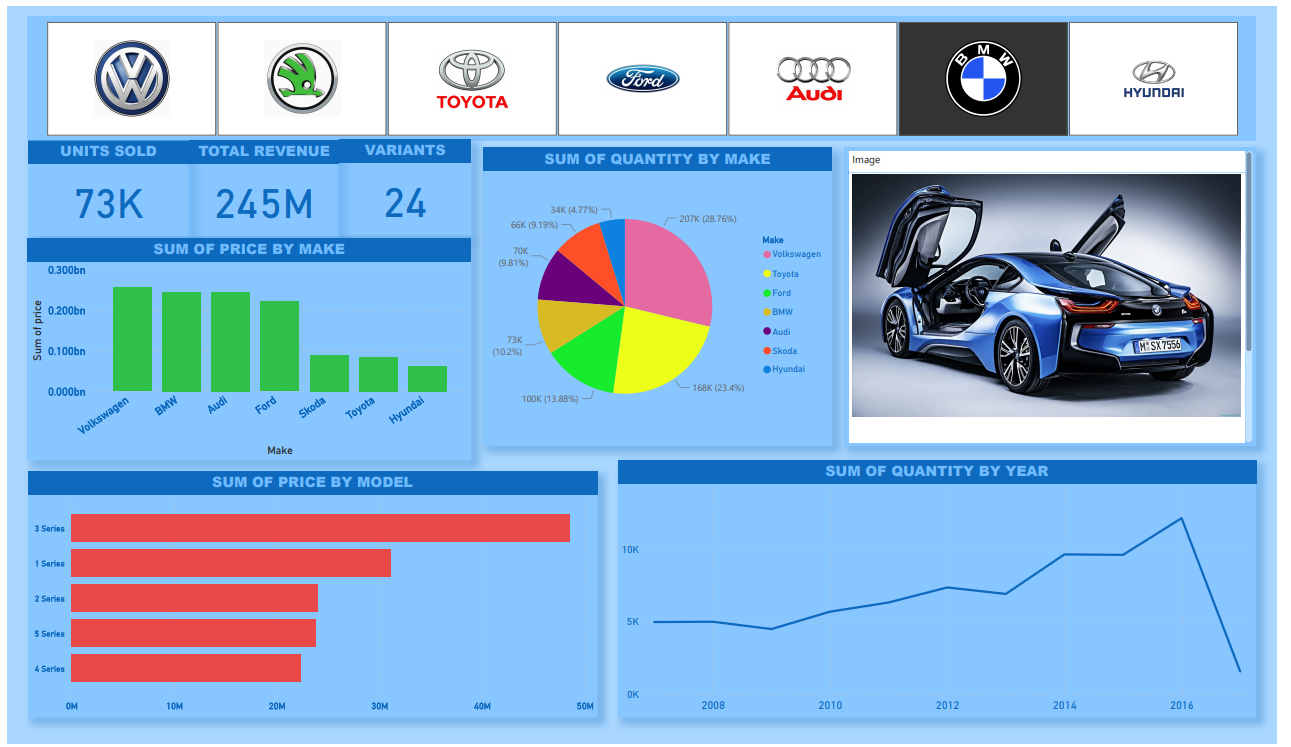 TOYOTA
Ford
Audi
BMW
HYUNDAI
UNITS SOLD
73K
TOTAL REVENUE
245M
VARIANTS
24
SUM OF PRICE BY MAKE
0.300bn
0.200bn
0.100bn
0.000bn
Sum of price
Volkswagen
BMW
Audi
Ford
Skoda
Toyota
Hyundai
Make
SUM OF QUANTITY BY MAKE
34K (4.77%)
207K (28.76%)
66K (9.19%)
70K
(9.81%)
73K
(10.2%)
100K (13.88%)
168K (23.4%)
Make
Volkswagen
Toyota
Ford
BMW
Audi
Skoda
Hyundai
Image
M SX7556
SUM OF PRICE BY MODEL
3 Series
1 Series
2 Series
5 Series
4 Series
0M
10M
20M
30M
40M
50M
SUM OF QUANTITY BY YEAR
10K
5K
0K
2008
2010
2012
2014
2016